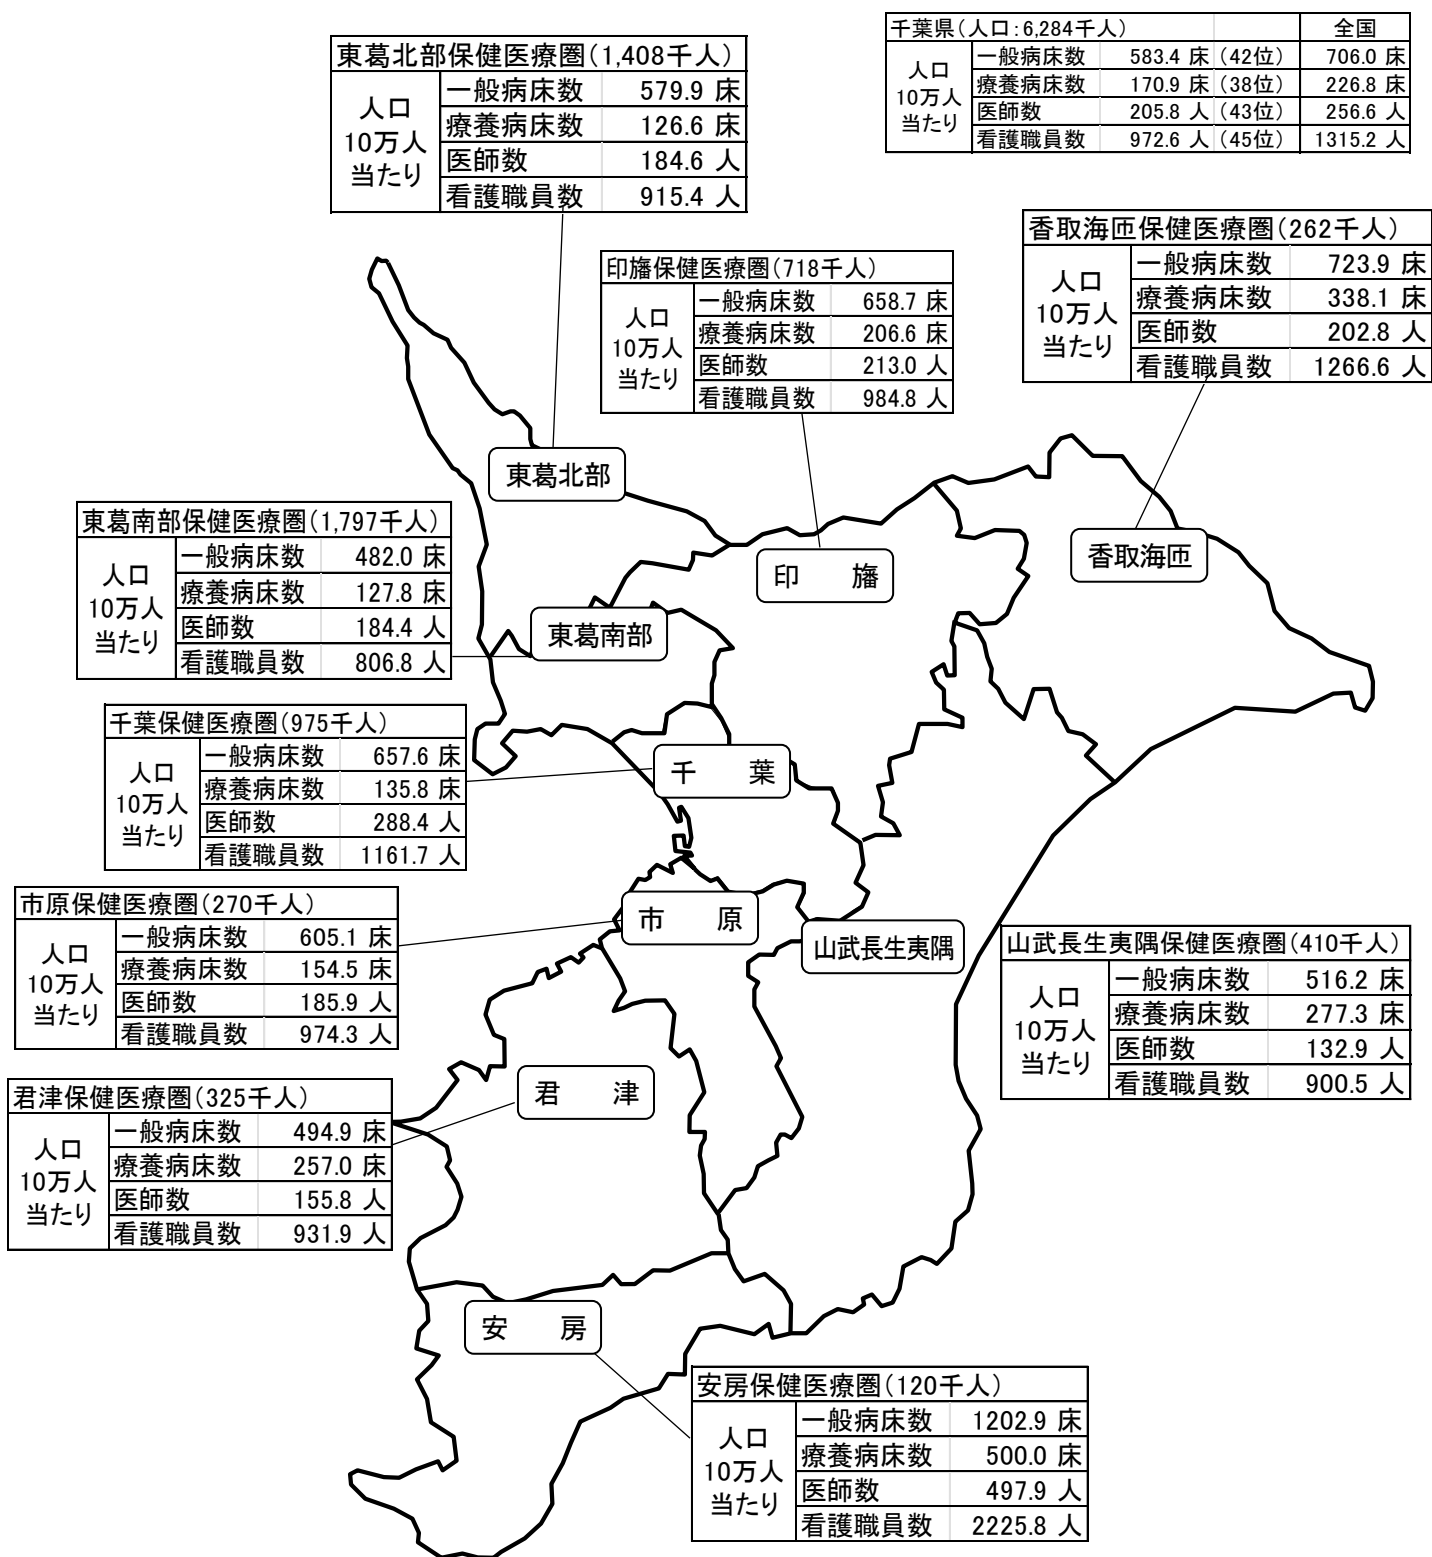 千葉県(人口:6,284千人) 全国
人口10万人当たり
一般病床数 583.4 床 (42位) 706.0 床
療養病床数 170.9 床 (38位) 226.8 床
医師数 205.8 人 (43位) 256.6 人
看護職員数 972.6 人 (45位) 1315.2 人
東葛北部保健医療圏(1,408千人)
人口10万人当たり
一般病床数 579.9 床
療養病床数 126.6 床
医師数 184.6 人
看護職員数 915.4 人
香取海匝保健医療圏(262千人)
人口10万人当たり
一般病床数 723.9 床
療養病床数 338.1 床
医師数 202.8 人
看護職員数 1266.6 人
印旛保健医療圏(718千人)
人口10万人当たり
一般病床数 658.7 床
療養病床数 206.6 床
医師数 213.0 人
看護職員数 984.8 人
東葛北部
東葛南部保健医療圏(1,797千人)
人口10万人当たり
一般病床数 482.0 床
療養病床数 127.8 床
医師数 184.4 人
看護職員数 806.8 人
香取海匝
印 旛
東葛南部
千葉保健医療圏(975千人)
人口10万人当たり
一般病床数 657.6 床
療養病床数 135.8 床
医師数 288.4 人
看護職員数 1161.7 人
千 葉
市原保健医療圏(270千人)
人口10万人当たり
一般病床数 605.1 床
療養病床数 154.5 床
医師数 185.9 人
看護職員数 974.3 人
市 原
山武長生夷隅
山武長生夷隅保健医療圏(410千人)
人口10万人当たり
一般病床数 516.2 床
療養病床数 277.3 床
医師数 132.9 人
看護職員数 900.5 人
君津保健医療圏(325千人)
人口10万人当たり
一般病床数 494.9 床
療養病床数 257.0 床
医師数 155.8 人
看護職員数 931.9 人
君 津
安 房
安房保健医療圏(120千人)
人口10万人当たり
一般病床数 1202.9 床
療養病床数 500.0 床
医師数 497.9 人
看護職員数 2225.8 人